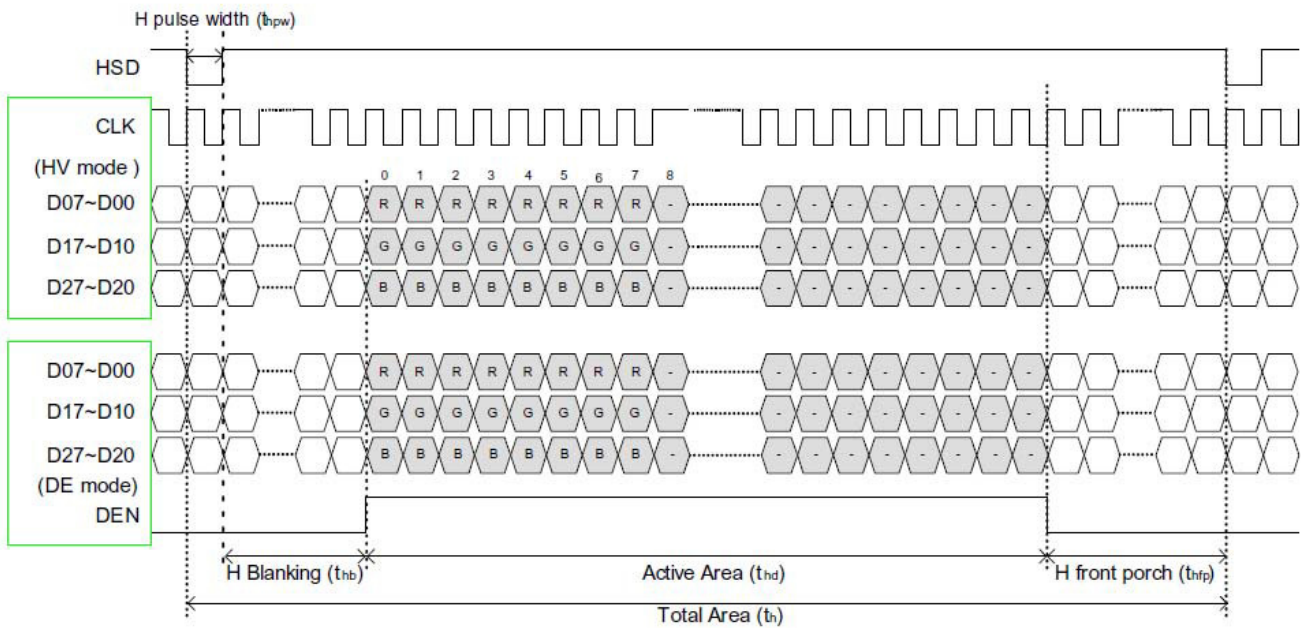 H pulse width (thpw)
HSD
CLK
(HV mode )
0 1 2 3 4 5 6 7 8
D07~D00 R R R R R R R R - - - - - - - - -
D17~D10 G G G G G G G G - - - - - - - - -
D27~D20 B B B B B B B B - - - - - - - - -
D07~D00 R R R R R R R R - - - - - - - - -
D17~D10 G G G G G G G G - - - - - - - - -
D27~D20 B B B B B B B B - - - - - - - - -
(DE mode)
DEN
H Blanking (thb) Active Area (thd) H front porch (thfp)
Total Area (th)